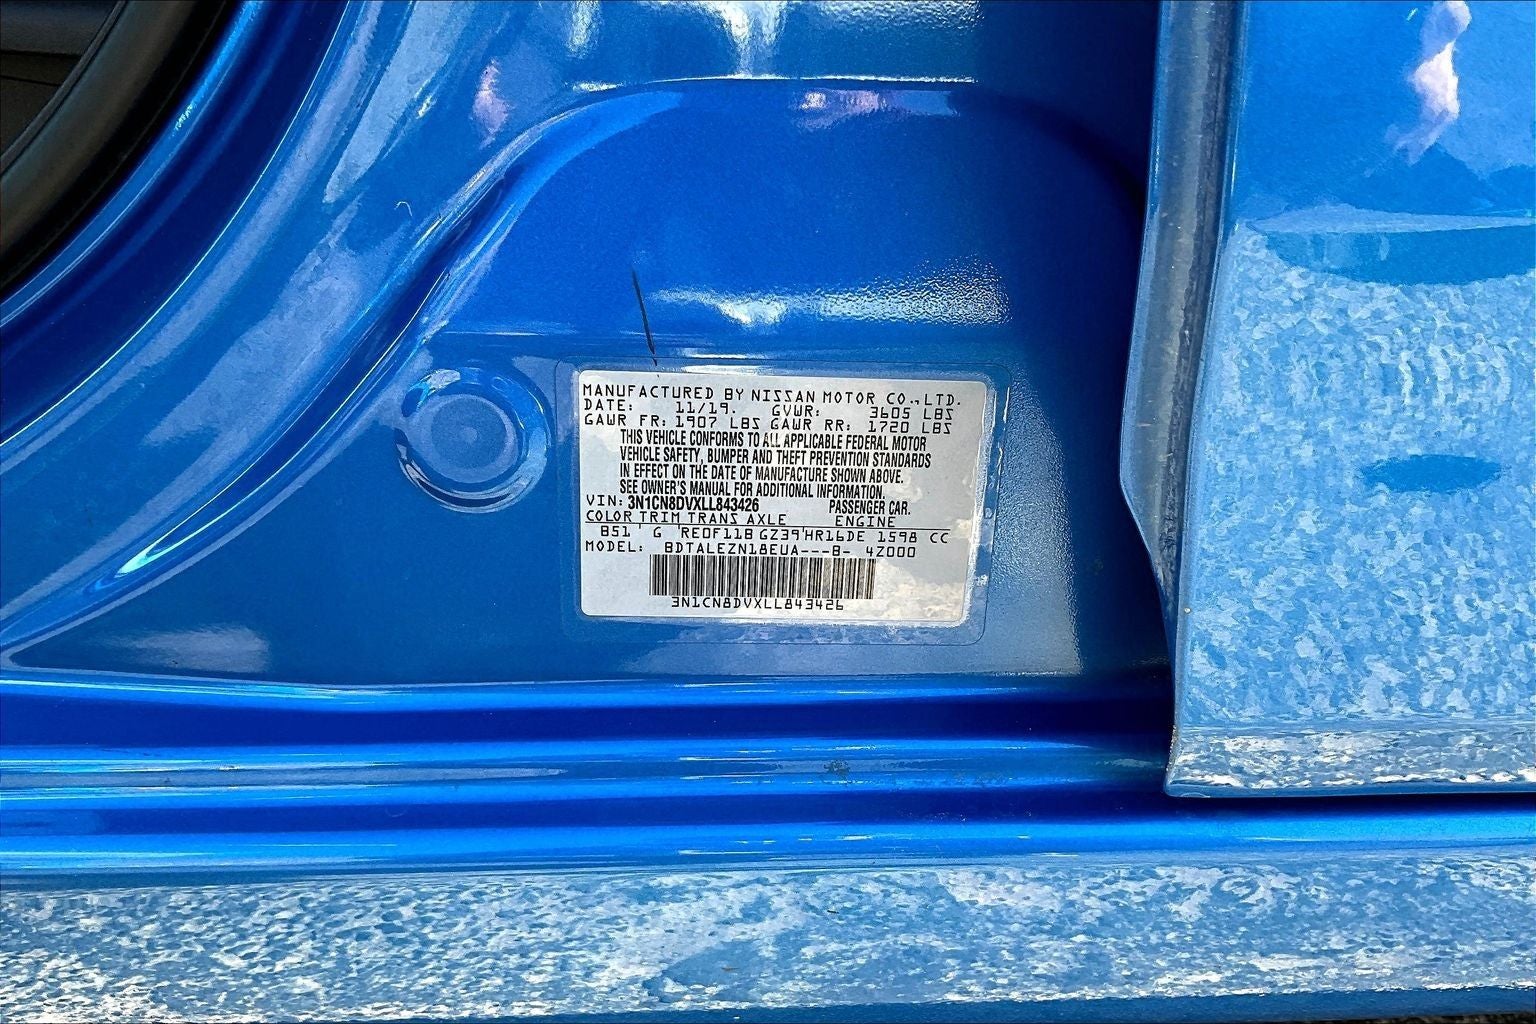 MANUFACTURED BY NISSAN MOTOR CO.,LTD.
DATE: 11/19. GVWR: 3605 LBS
GAWR FR: 1907 LBS GAWR RR: 1720 LBS
THIS VEHICLE CONFORMS TO ALL APPLICABLE FEDERAL MOTOR
VEHICLE SAFETY, BUMPER AND THEFT PREVENTION STANDARDS
IN EFFECT ON THE DATE OF MANUFACTURE SHOWN ABOVE.
SEE OWNER'S MANUAL FOR ADDITIONAL INFORMATION.
VIN: 3N1CN8DVXLL843426 PASSENGER CAR.
COLOR TRIM TRANS AXLE ENGINE
B51 G RE0F11B GZ39 HR16DE 1598 CC
MODEL: BDTALEZN18EUA---B- 4Z000
3N1CN8DVXLL843426